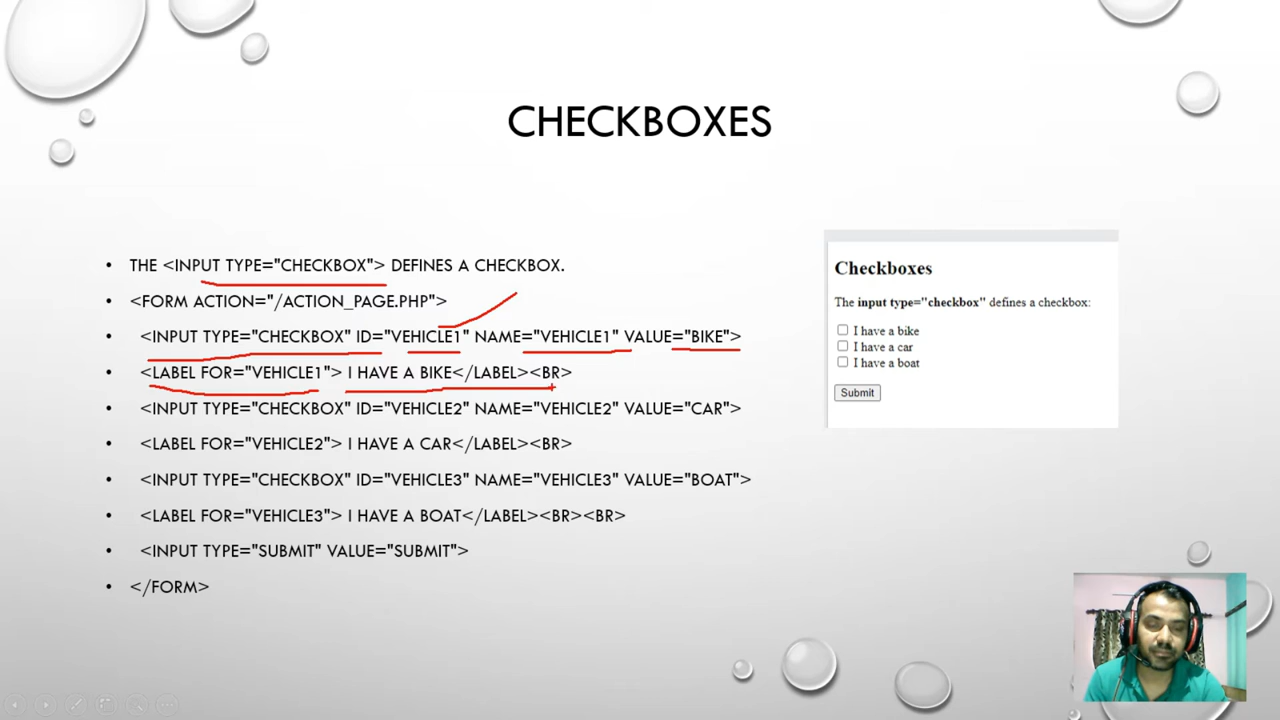 CHECKBOXES
• THE <INPUT TYPE="CHECKBOX"> DEFINES A CHECKBOX.
• <FORM ACTION="/ACTION_PAGE.PHP">
• <INPUT TYPE="CHECKBOX" ID="VEHICLE1" NAME="VEHICLE1" VALUE="BIKE">
• <LABEL FOR="VEHICLE1"> I HAVE A BIKE</LABEL><BR>
• <INPUT TYPE="CHECKBOX" ID="VEHICLE2" NAME="VEHICLE2" VALUE="CAR">
• <LABEL FOR="VEHICLE2"> I HAVE A CAR</LABEL><BR>
• <INPUT TYPE="CHECKBOX" ID="VEHICLE3" NAME="VEHICLE3" VALUE="BOAT">
• <LABEL FOR="VEHICLE3"> I HAVE A BOAT</LABEL><BR><BR>
• <INPUT TYPE="SUBMIT" VALUE="SUBMIT">
• </FORM>
Checkboxes
The input type="checkbox" defines a checkbox:
I have a bike
I have a car
I have a boat
Submit